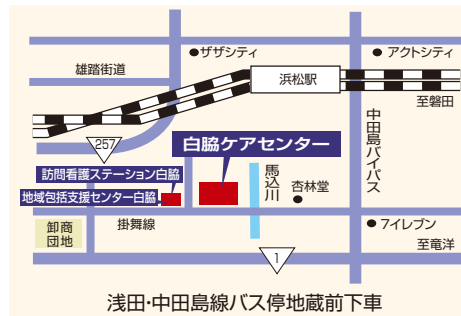 ザザシティ
アクトシティ
雄踏街道
浜松駅
至磐田
257
白脇ケアセンター
訪問看護ステーション白脇
地域包括支援センター白脇
中田島バイパス
馬込川
杏林堂
掛舞線
卸商
団地
7イレブン
至竜洋
1
浅田・中田島線バス停地蔵前下車